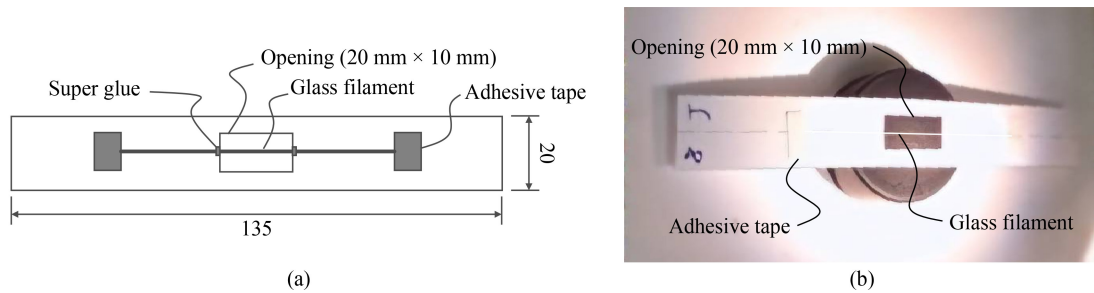 Opening (20 mm × 10 mm)
Glass filament
Super glue
Adhesive tape
20
135
(a)
Opening (20 mm × 10 mm)
Adhesive tape
Glass filament
(b)